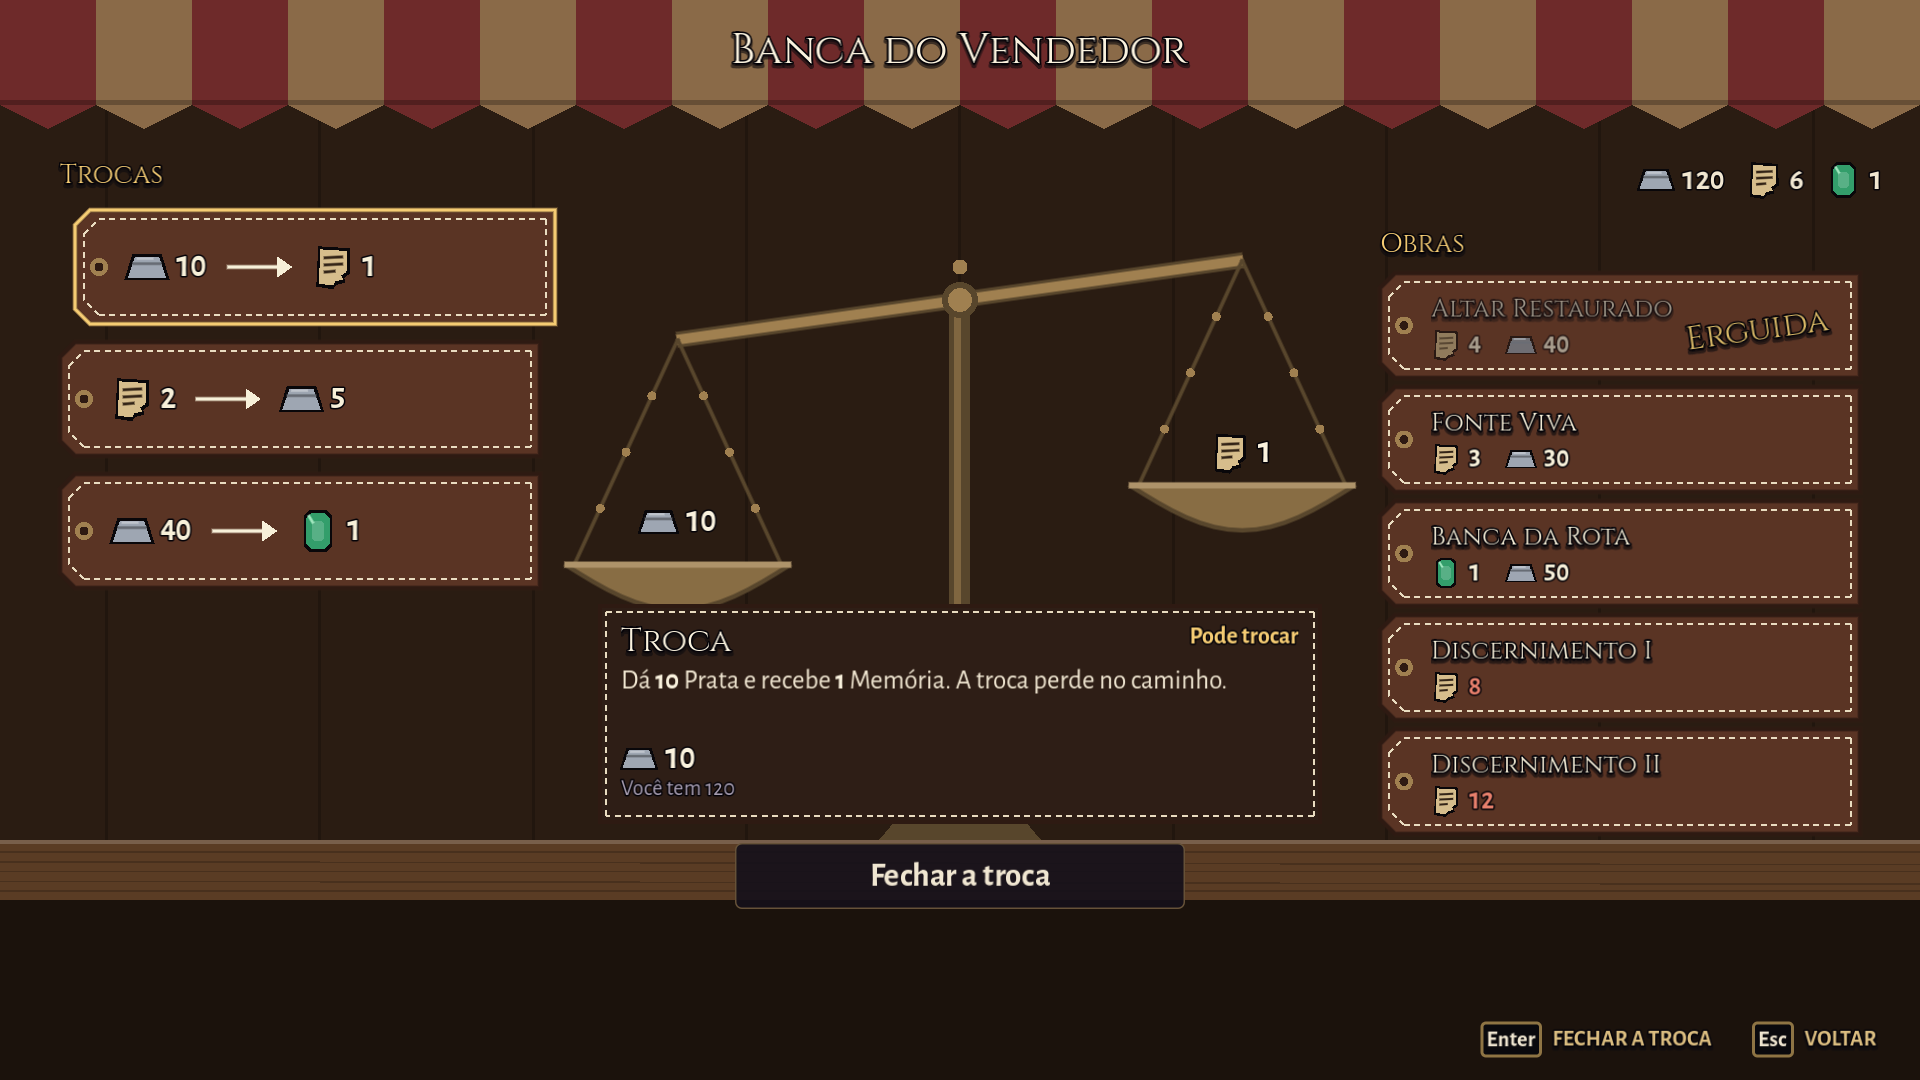 Banca do Vendedor
Trocas
120 6 1
10 1
2 5
40 1
10
1
Obras
Altar Restaurado
4 40
Erguida
Fonte Viva
3 30
Banca da Rota
1 50
Discernimento I
8
Discernimento II
12
Troca
Pode trocar
Dá 10 Prata e recebe 1 Memória. A troca perde no caminho.
10
Você tem 120
Fechar a troca
Enter FECHAR A TROCA Esc VOLTAR